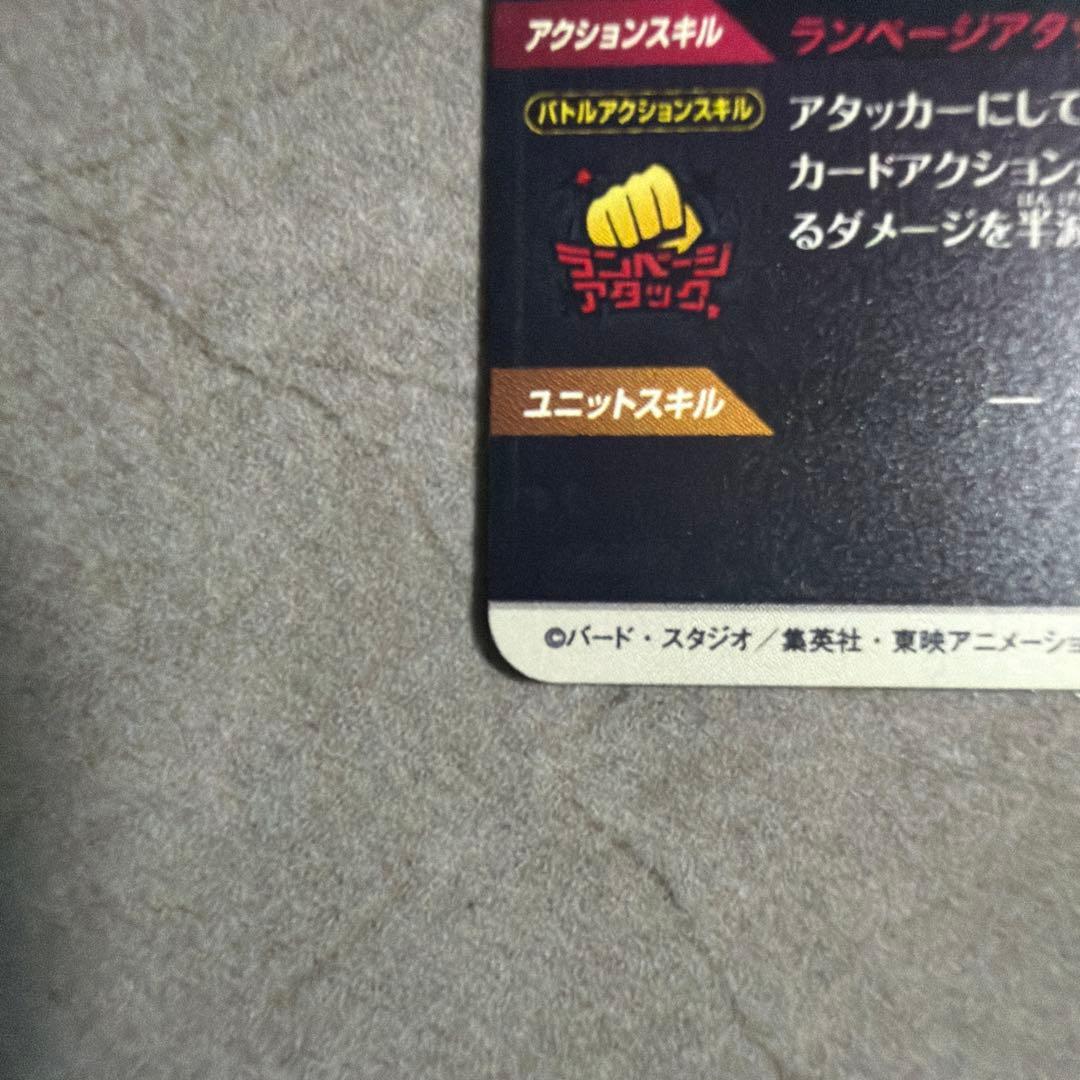 アクションスキル ランページアタッ
バトルアクションスキル アタッカーにして
カードアクション
るダメージを半減
ランページ
アタック
ユニットスキル —
©バード・スタジオ/集英社・東映アニメーショ